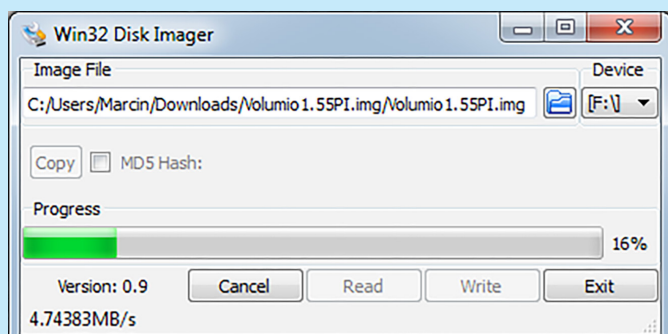 Win32 Disk Imager
Image File
Device
C:/Users/Marcin/Downloads/Volumio1.55PI.img/Volumio1.55PI.img
[F:\]
Copy
MD5 Hash:
Progress
16%
Version: 0.9
Cancel
Read
Write
Exit
4.74383MB/s